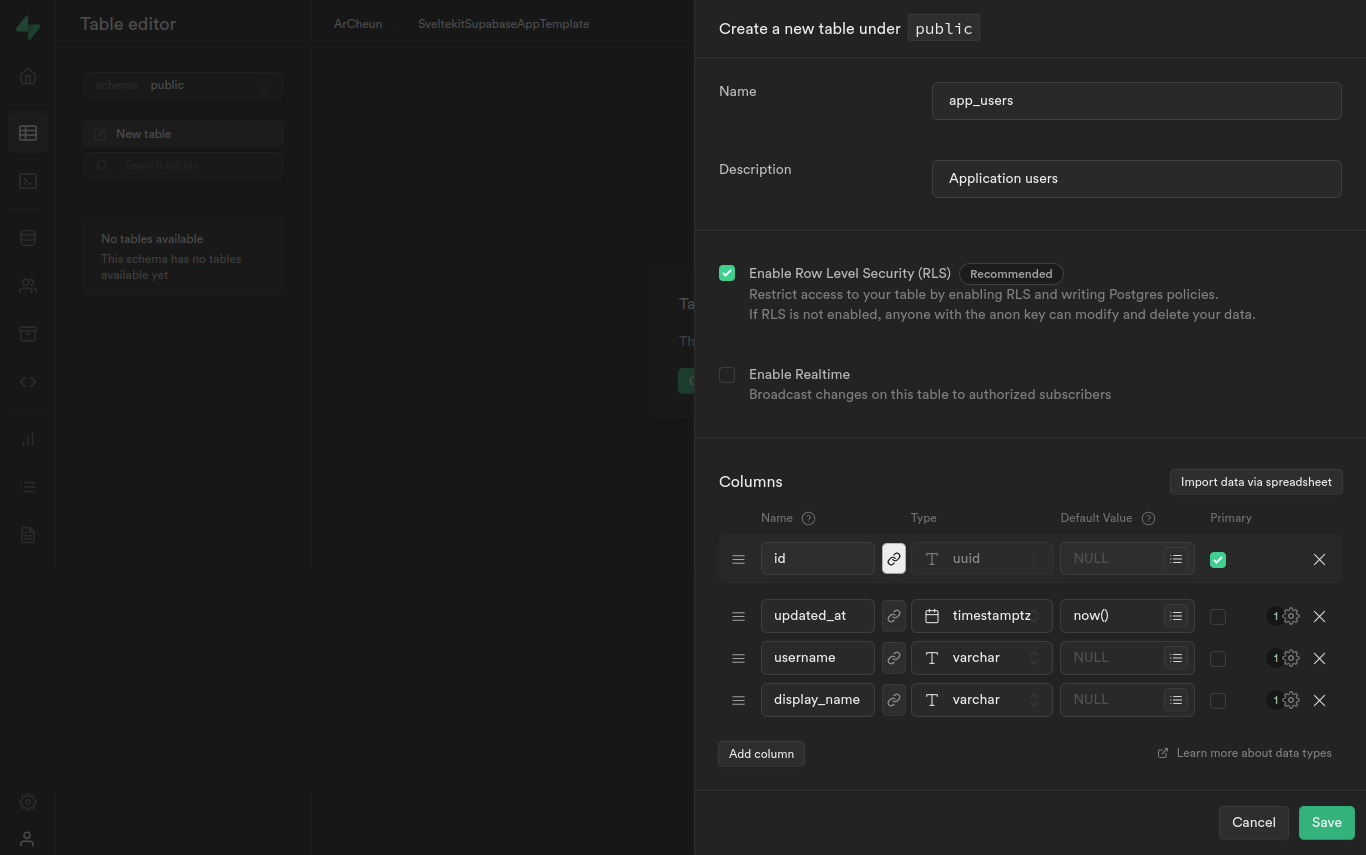 Table editor
ArCheun / SveltekitSupabaseAppTemplate
schema public
New table
Search tables
No tables available
This schema has no tables
available yet
Ta
Th
Create a new table under public
Name
app_users
Description
Application users
Enable Row Level Security (RLS) Recommended
Restrict access to your table by enabling RLS and writing Postgres policies.
If RLS is not enabled, anyone with the anon key can modify and delete your data.
Enable Realtime
Broadcast changes on this table to authorized subscribers
Columns
Import data via spreadsheet
Name Type Default Value Primary
id uuid NULL
updated_at timestamptz now() 1
username varchar NULL 1
display_name varchar NULL 1
Add column
Learn more about data types
Cancel Save